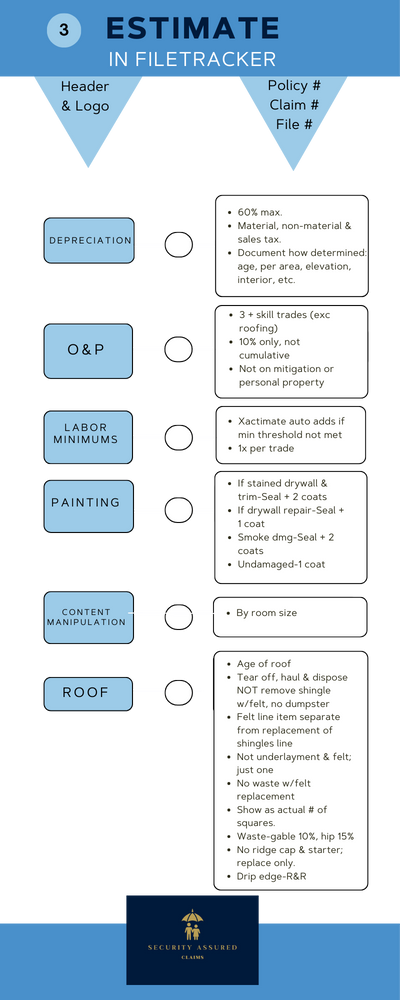 3 ESTIMATE
IN FILETRACKER
Header
& Logo
Policy #
Claim #
File #
DEPRECIATION
• 60% max.
• Material, non-material &
sales tax.
• Document how determined:
age, per area, elevation,
interior, etc.
O&P
• 3 + skill trades (exc
roofing)
• 10% only, not
cumulative
• Not on mitigation or
personal property
LABOR
MINIMUMS
• Xactimate auto adds if
min threshold not met
• 1x per trade
PAINTING
• If stained drywall &
trim-Seal + 2 coats
• If drywall repair-Seal +
1 coat
• Smoke dmg-Seal + 2
coats
• Undamaged-1 coat
CONTENT
MANIPULATION
• By room size
ROOF
• Age of roof
• Tear off, haul & dispose
NOT remove shingle
w/felt, no dumpster
• Felt line item separate
from replacement of
shingles line
• Not underlayment & felt;
just one
• No waste w/felt
replacement
• Show as actual # of
squares.
• Waste-gable 10%, hip 15%
• No ridge cap & starter;
replace only.
• Drip edge-R&R
SECURITY ASSURED
CLAIMS